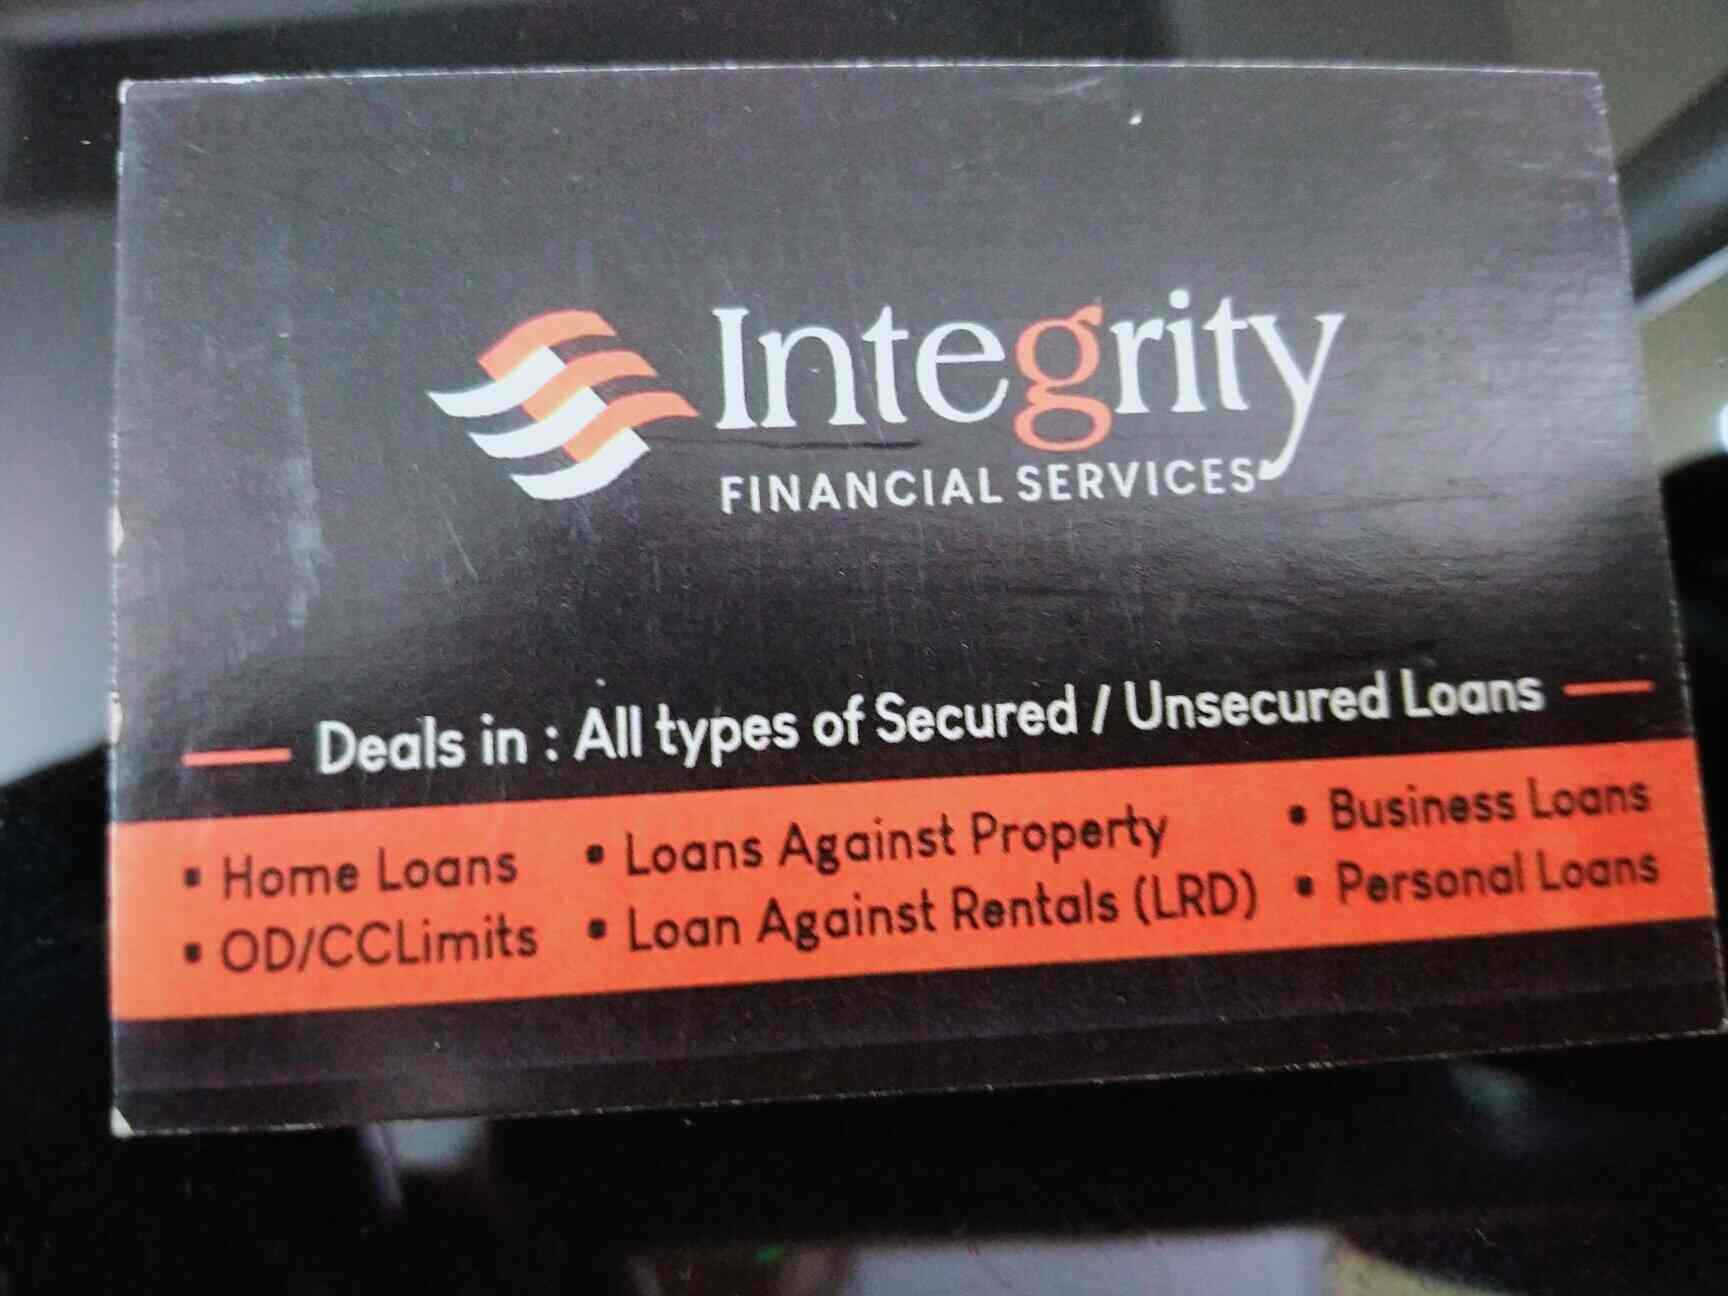 Integrity
FINANCIAL SERVICES
Deals in : All types of Secured / Unsecured Loans
• Home Loans
• Loans Against Property
• Business Loans
• OD/CCLimits
• Loan Against Rentals (LRD)
• Personal Loans